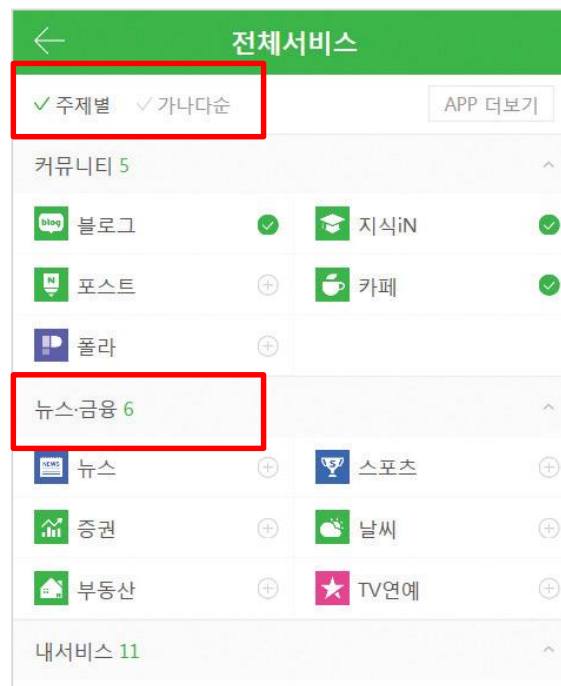 전체서비스
주제별 가나다순 APP 더보기
커뮤니티 5
blog 블로그 지식iN
N 포스트 카페
폴라
뉴스·금융 6
NEWS 뉴스 S 스포츠
증권 날씨
부동산 TV연예
내서비스 11